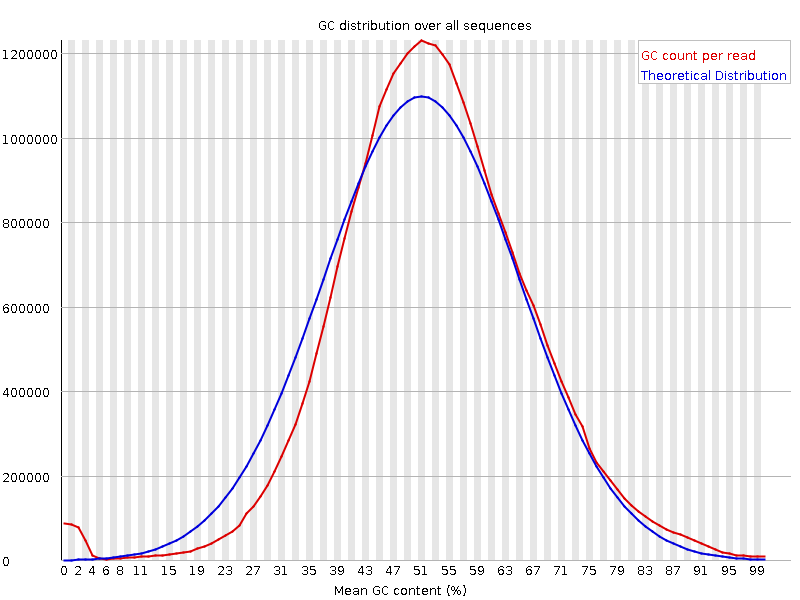 GC distribution over all sequences
GC count per read
Theoretical Distribution
1200000
1000000
800000
600000
400000
200000
0
0 2 4 6 8 11 15 19 23 27 31 35 39 43 47 51 55 59 63 67 71 75 79 83 87 91 95 99
Mean GC content (%)